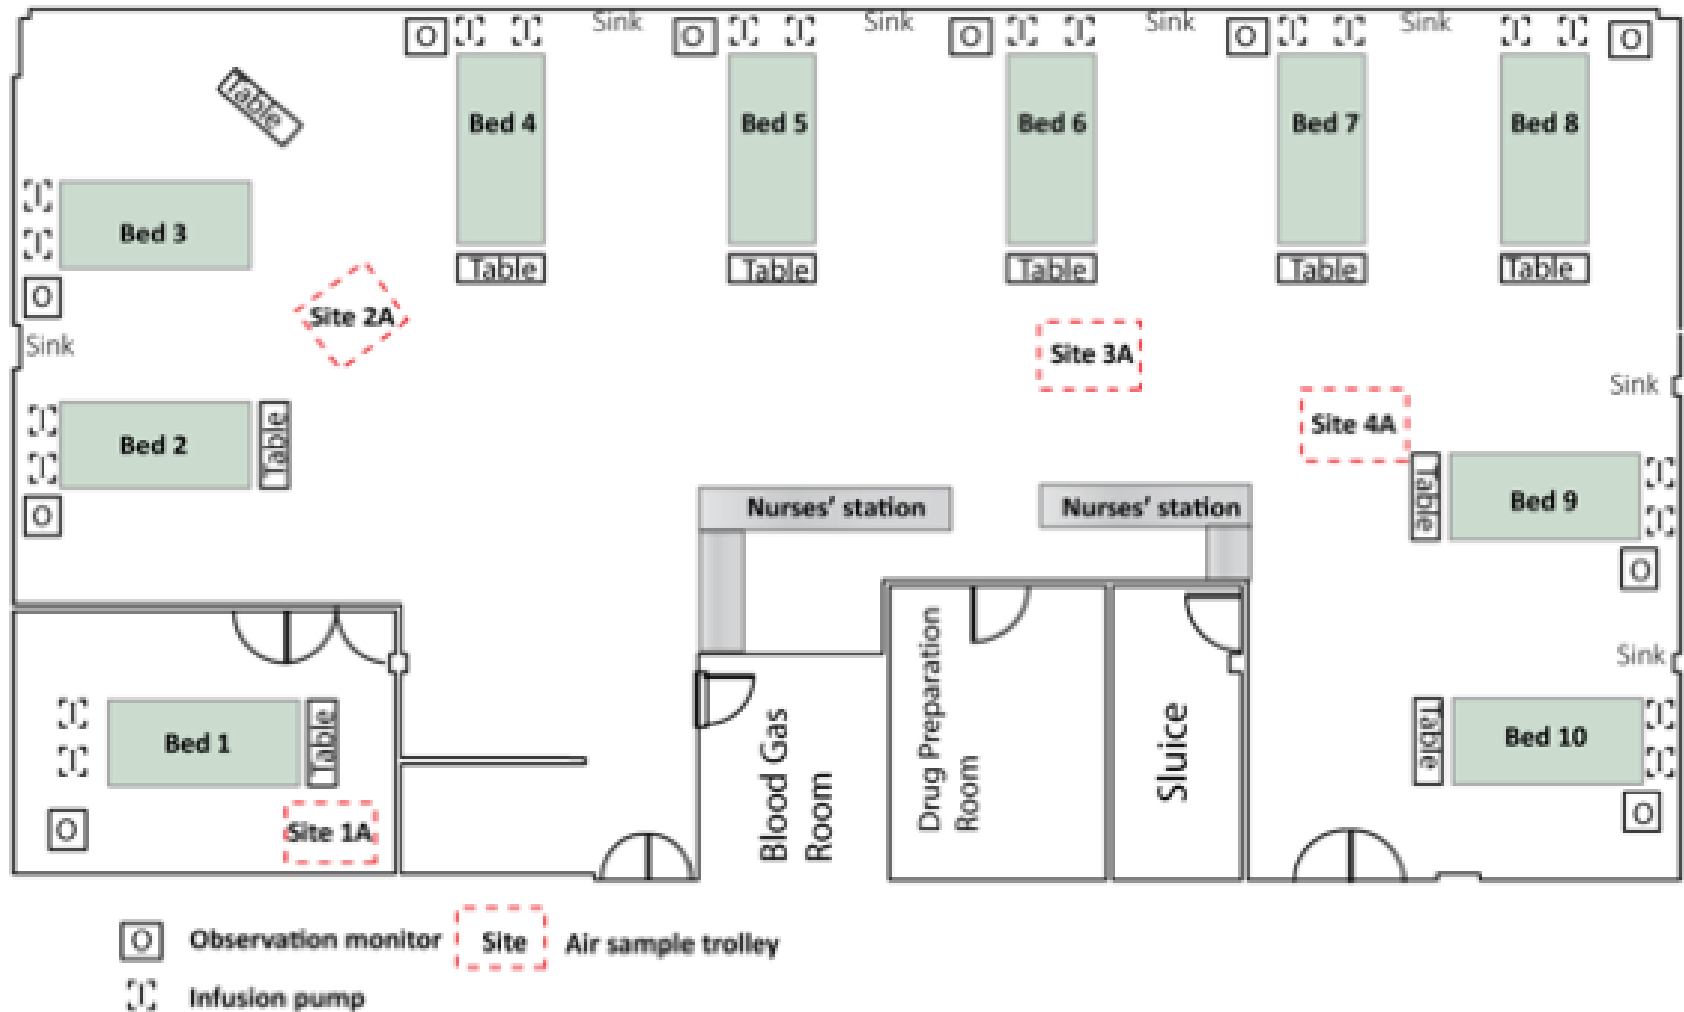 O I I Sink O I I Sink O I I Sink O I I Sink I I O
Table
Bed 4 Bed 5 Bed 6 Bed 7 Bed 8
I
Bed 3
I
Table Table Table Table Table
O
Site 2A
Sink
Site 3A
Sink
Site 4A
I
Bed 2 Table
I
O
Nurses' station Nurses' station
Table Bed 9 I
I
O
Sink
Blood Gas
Room
Drug Preparation
Room
Sluice
I
Bed 1 Table
I
O
Site 1A
Table Bed 10 I
I
O
O Observation monitor Site Air sample trolley
I Infusion pump